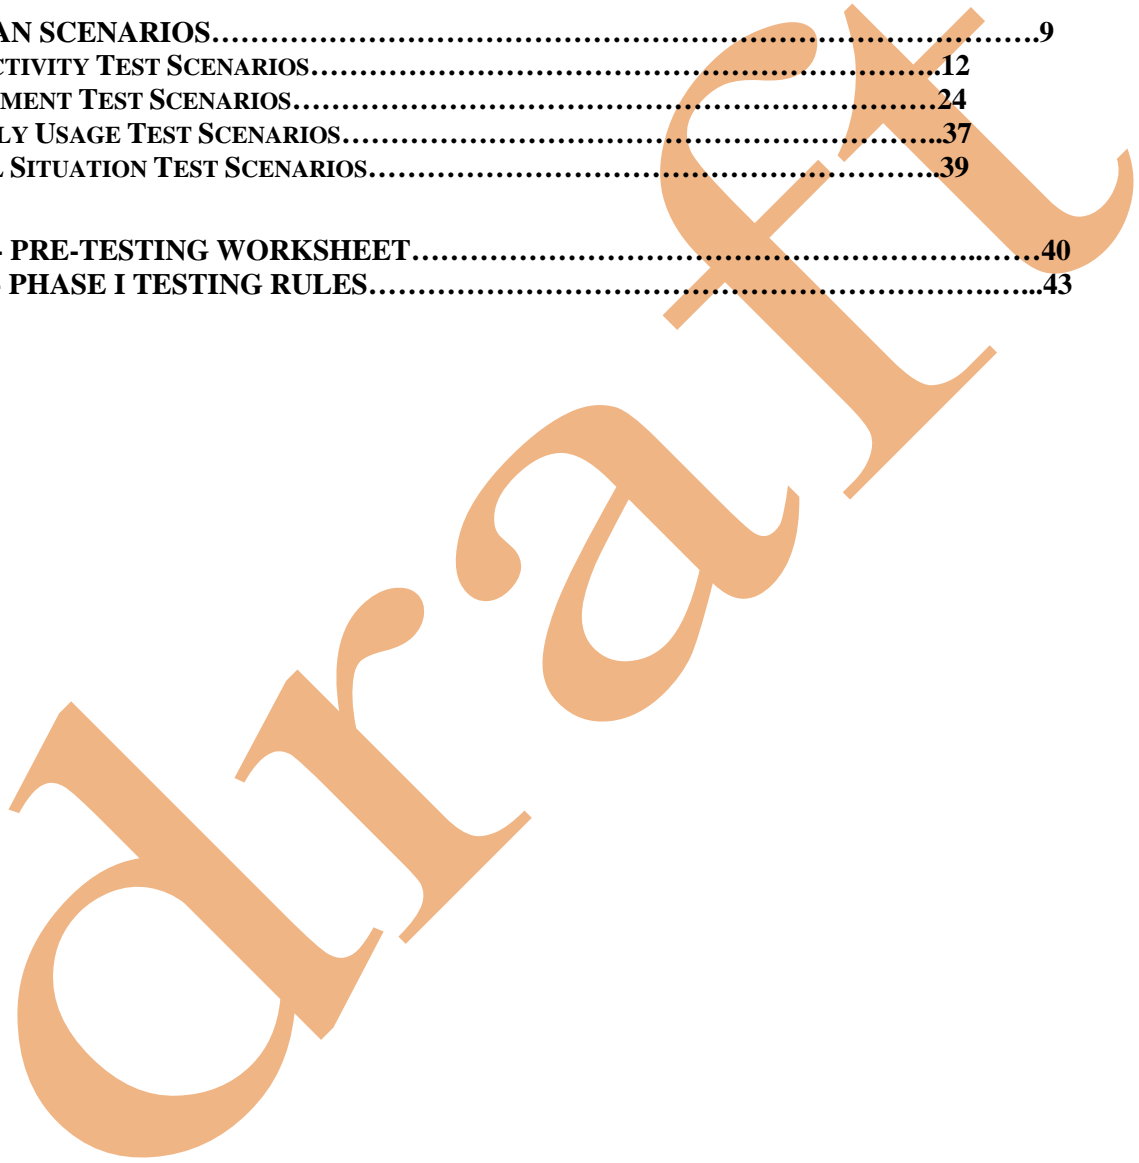 AN SCENARIOS……………………………………………………………………………….9
CTIVITY TEST SCENARIOS……………………………………………………………..12
MENT TEST SCENARIOS………………………………………………………………24
LY USAGE TEST SCENARIOS…………………………………………………………..37
L SITUATION TEST SCENARIOS………………………………………………………..39
- PRE-TESTING WORKSHEET……………………………………………………...……40
PHASE I TESTING RULES…………………………………………………………….…...43
draft